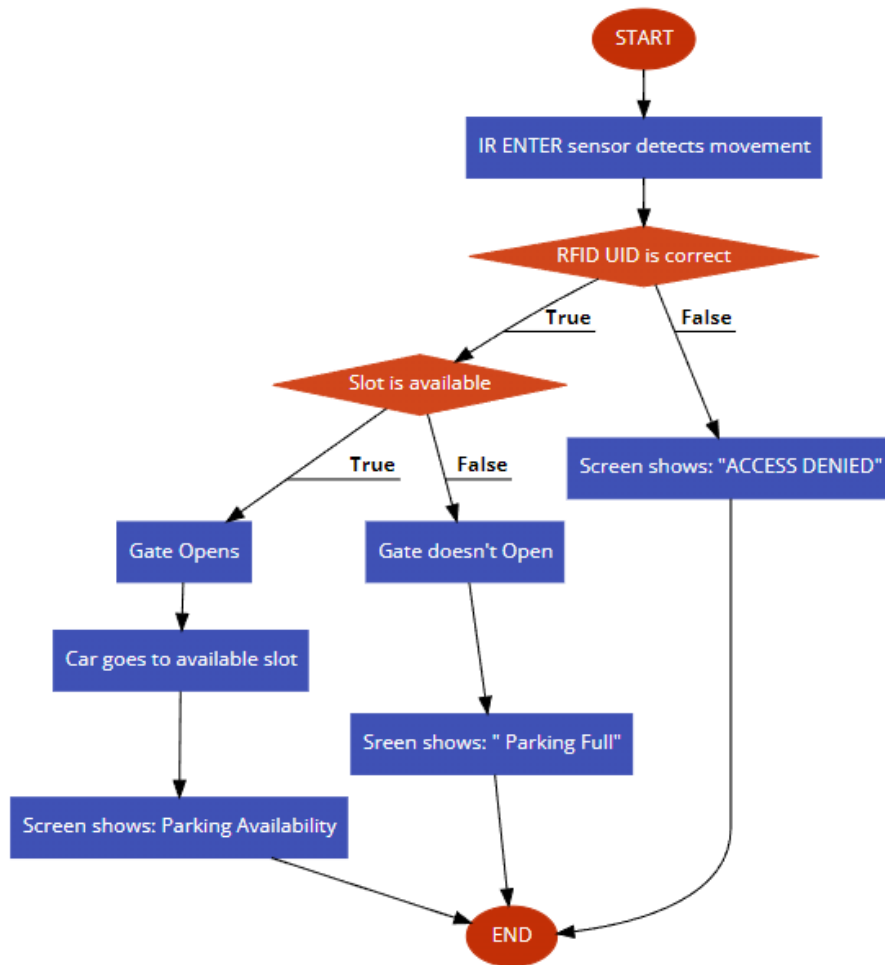 START
IR ENTER sensor detects movement
RFID UID is correct
True
False
Slot is available
True
False
Screen shows: "ACCESS DENIED"
Gate Opens
Gate doesn't Open
Car goes to available slot
Sreen shows: " Parking Full"
Screen shows: Parking Availability
END